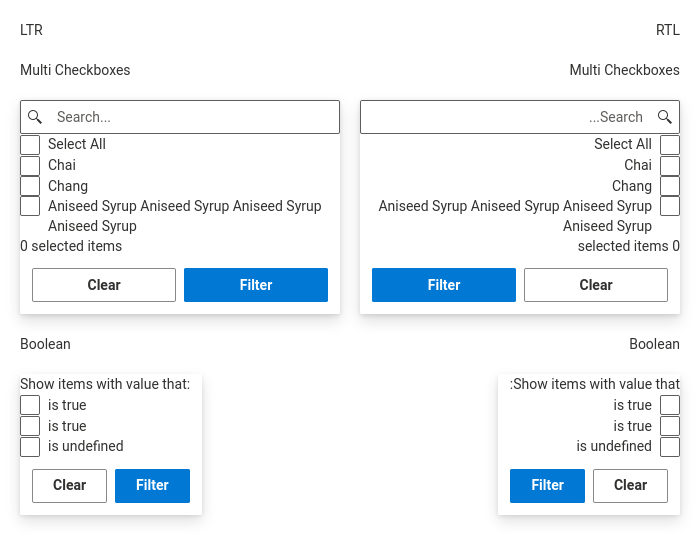 LTR
Multi Checkboxes
Search...
Select All
Chai
Chang
Aniseed Syrup Aniseed Syrup Aniseed Syrup
Aniseed Syrup
0 selected items
Clear Filter
Boolean
Show items with value that:
is true
is true
is undefined
Clear Filter
RTL
Multi Checkboxes
...Search
Select All
Chai
Chang
Aniseed Syrup Aniseed Syrup Aniseed Syrup
Aniseed Syrup
selected items 0
Filter Clear
Boolean
:Show items with value that
is true
is true
is undefined
Filter Clear